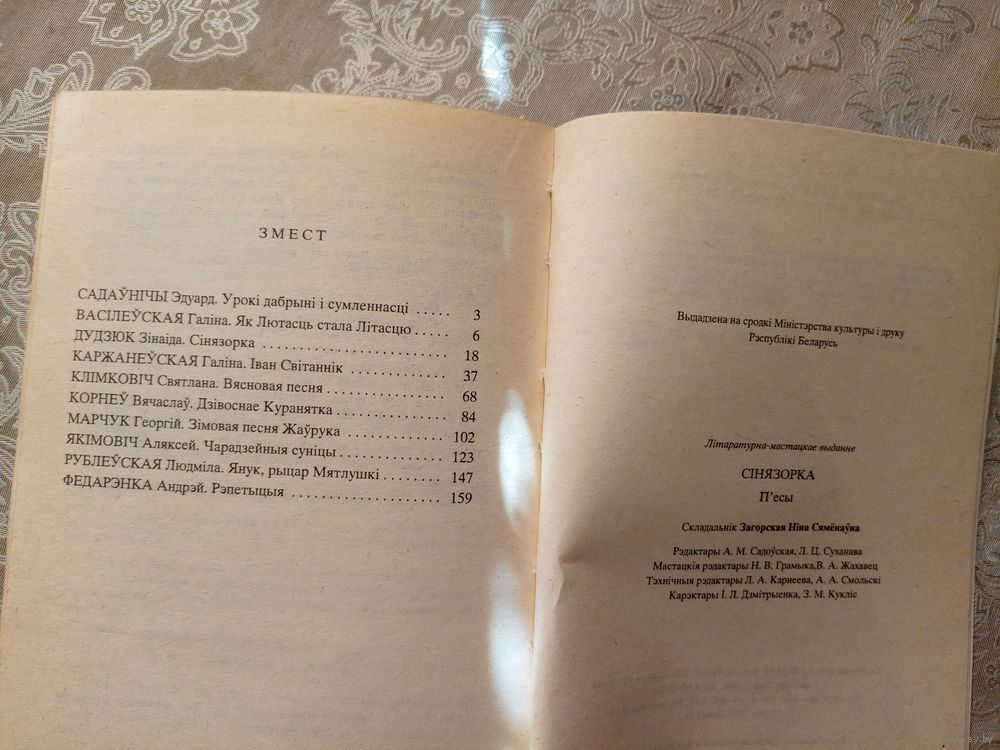 ЗМЕСТ
САДАЎНІЧЫ Эдуард. Урокі дабрыні і сумленнасці ..... 3
ВАСІЛЕЎСКАЯ Галіна. Як Лютасць стала Літасцю ..... 6
ДУДЗЮК Зінаіда. Сінязорка ........................... 18
КАРЖАНЕЎСКАЯ Галіна. Іван Світаннік ............. 37
КЛІМКОВІЧ Святлана. Вясновая песня ................ 68
КОРНЕЎ Вячаслаў. Дзівоснае Куранятка ............... 84
МАРЧУК Георгій. Зімовая песня Жаўрука ............. 102
ЯКІМОВІЧ Аляксей. Чарадзейныя суніцы .............. 123
РУБЛЕЎСКАЯ Людміла. Янук, рыцар Мятлушкі ........ 147
ФЕДАРЭНКА Андрэй. Рэпетыцыя ..................... 159
Выдадзена на сродкі Міністэрства культуры і друку
Рэспублікі Беларусь
Літаратурна-мастацкае выданне
СІНЯЗОРКА
П'есы
Складальнік Загорская Ніна Сямёнаўна
Рэдактары А. М. Садоўская, Л. Ц. Суханава
Мастацкія рэдактары Н. В. Грамыка,В. А. Жахавец
Тэхнічныя рэдактары Л. А. Карнеева, А. А. Смольскі
Карэктары І. Л. Дзмітрыенка, З. М. Кукліс